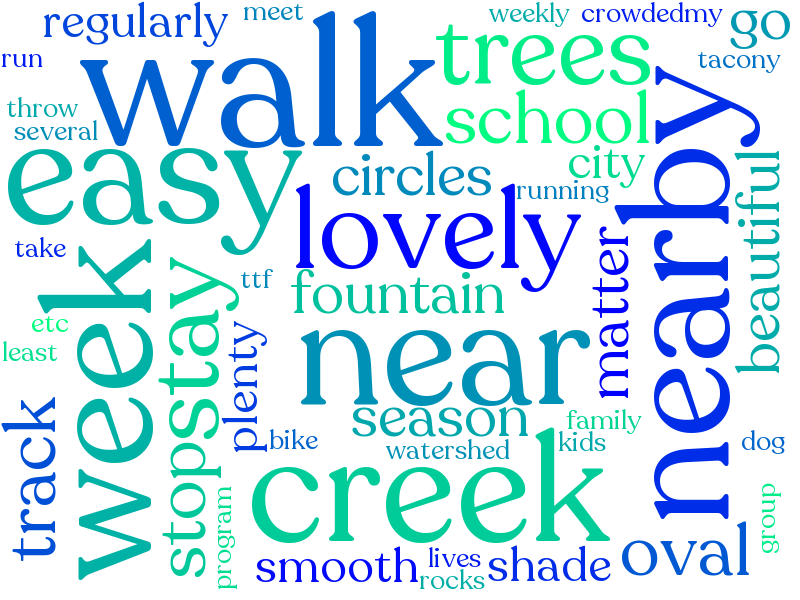 regularly
meet
weekly
crowdedmy
go
run
walk
trees
tacony
throw
several
school
nearby
easy
circles
city
running
beautiful
lovely
take
week
stopstay
ttf
fountain
matter
etc
least
near
plenty
track
season
bike
watershed
family
kids
dog
creek
program
group
smooth
lives
rocks
shade
oval